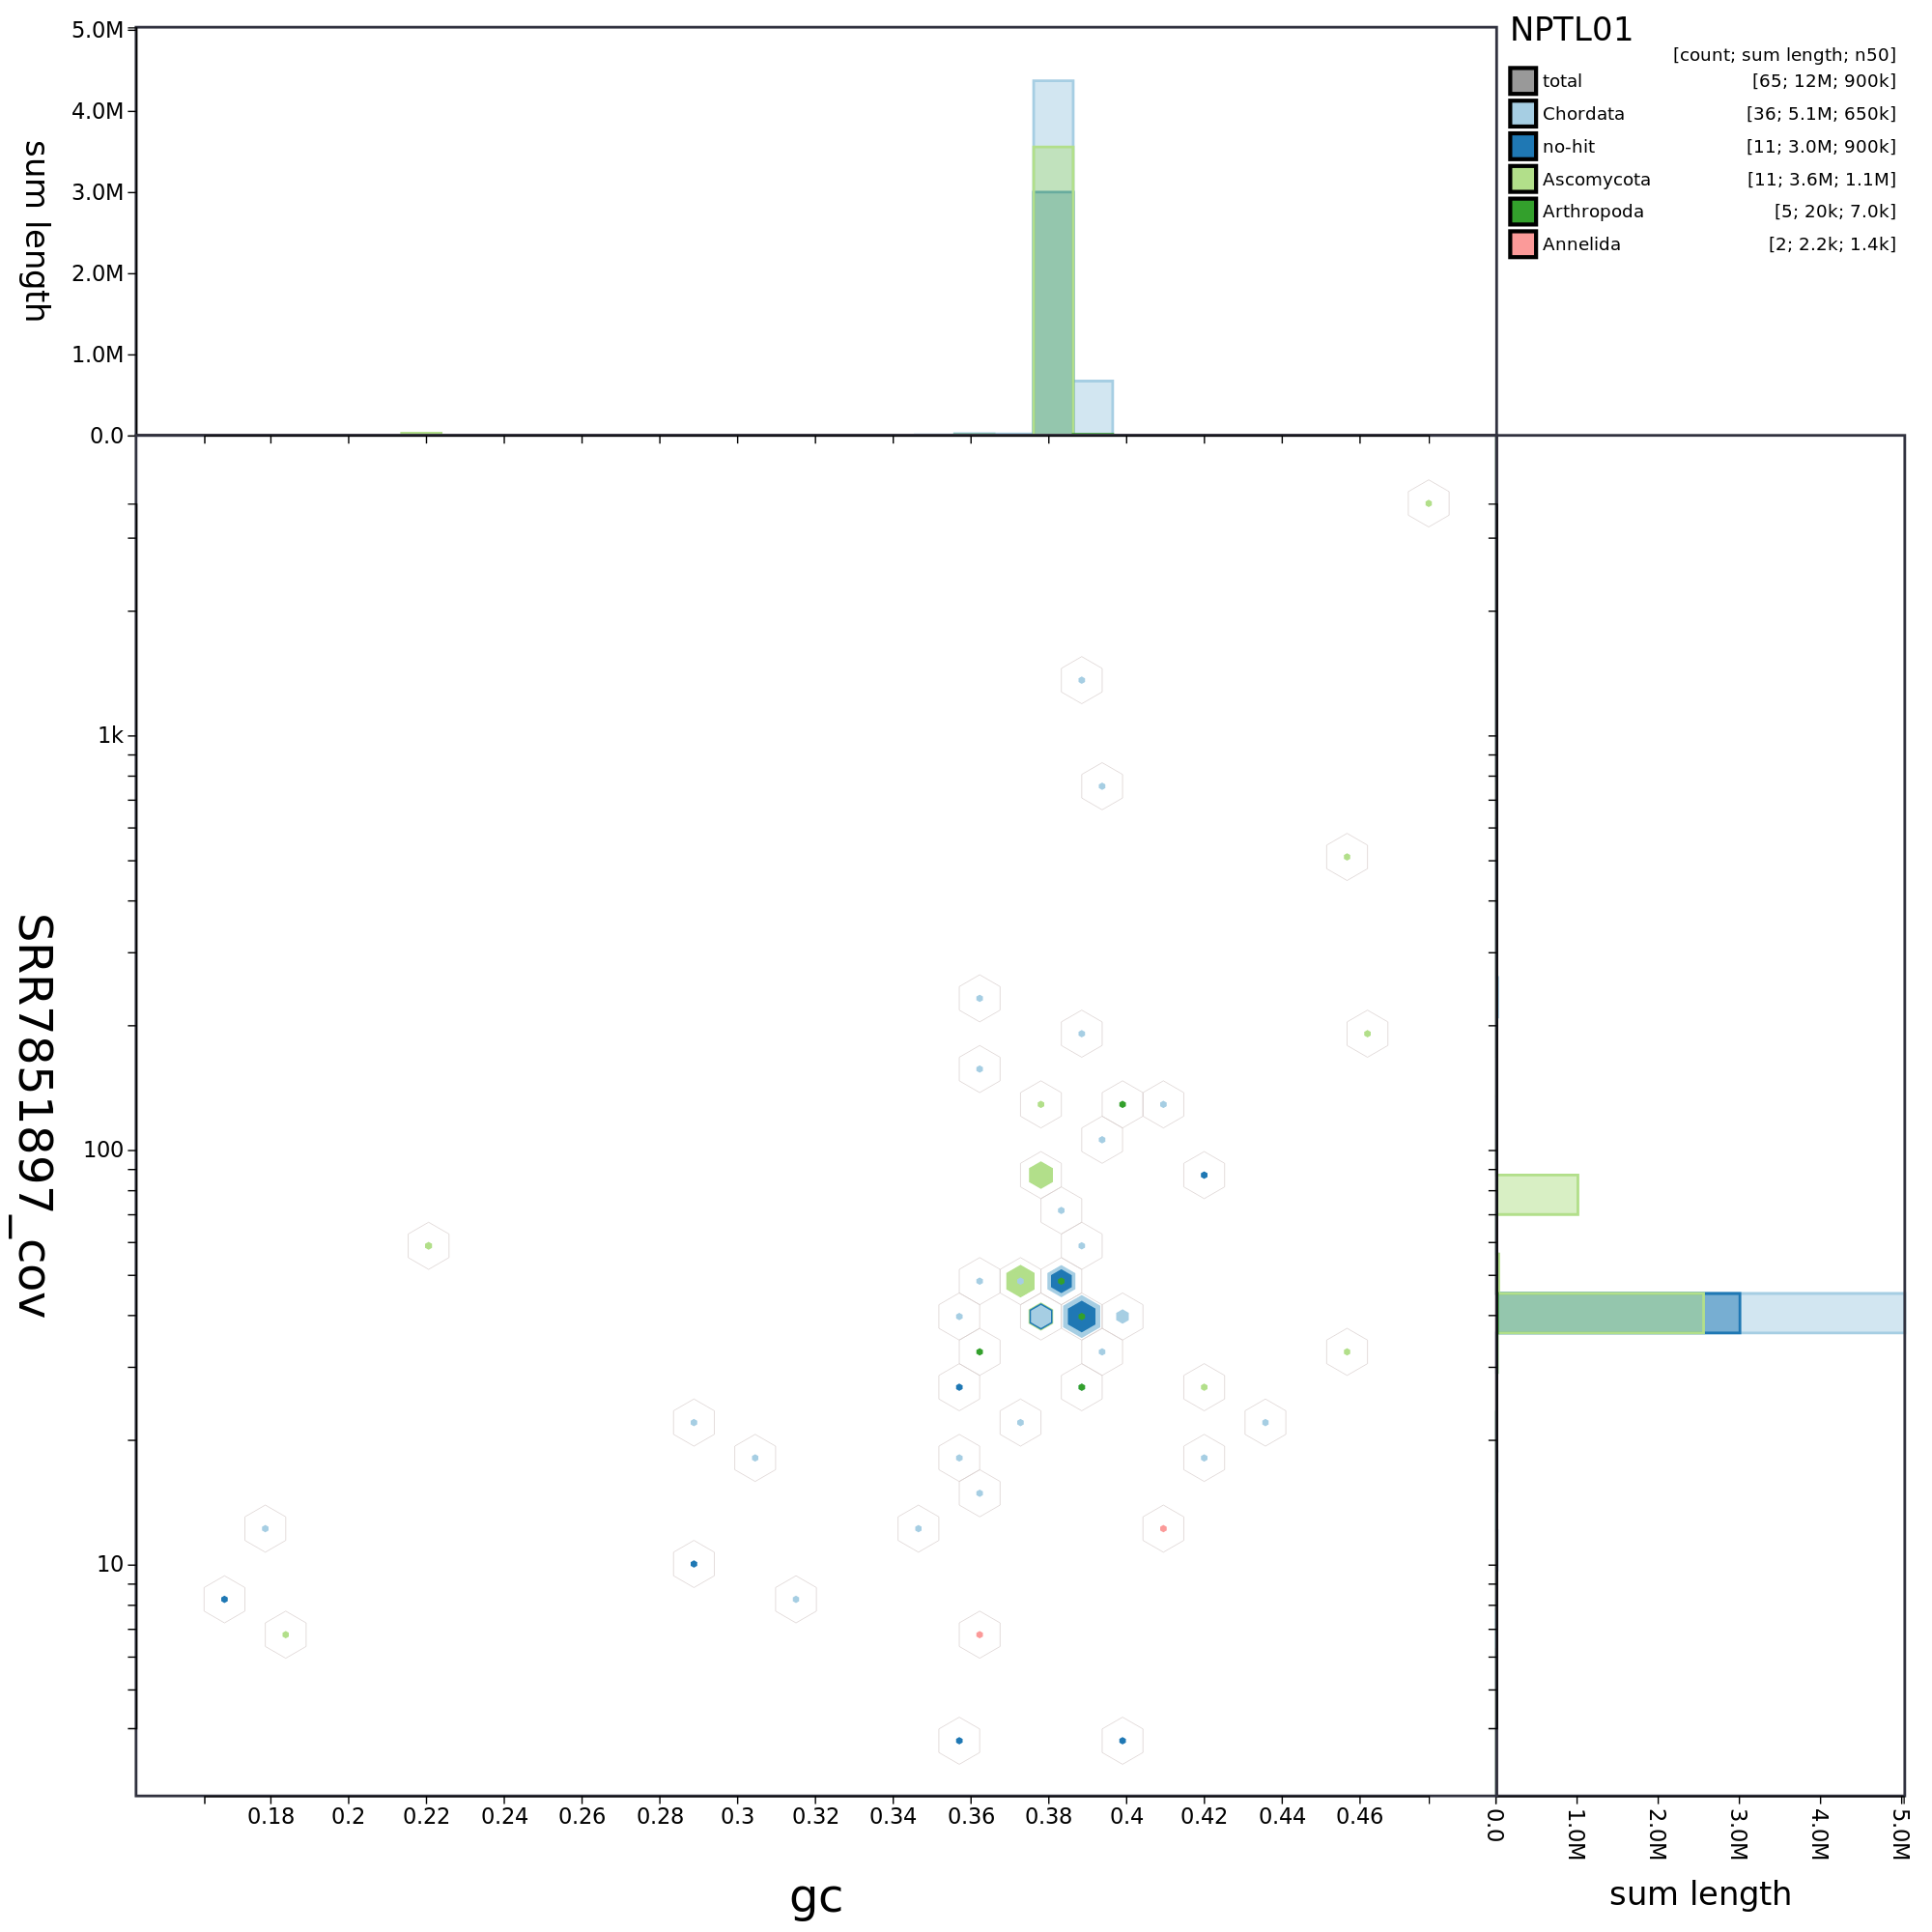 NPTL01
[count; sum length; n50]
total [65; 12M; 900k]
Chordata [36; 5.1M; 650k]
no-hit [11; 3.0M; 900k]
Ascomycota [11; 3.6M; 1.1M]
Arthropoda [5; 20k; 7.0k]
Annelida [2; 2.2k; 1.4k]
5.0M
4.0M
3.0M
2.0M
1.0M
0.0
sum length
1k
100
10
SRR7851897_cov
0.18 0.2 0.22 0.24 0.26 0.28 0.3 0.32 0.34 0.36 0.38 0.4 0.42 0.44 0.46
gc
0.0 1.0M 2.0M 3.0M 4.0M 5.0M
sum length